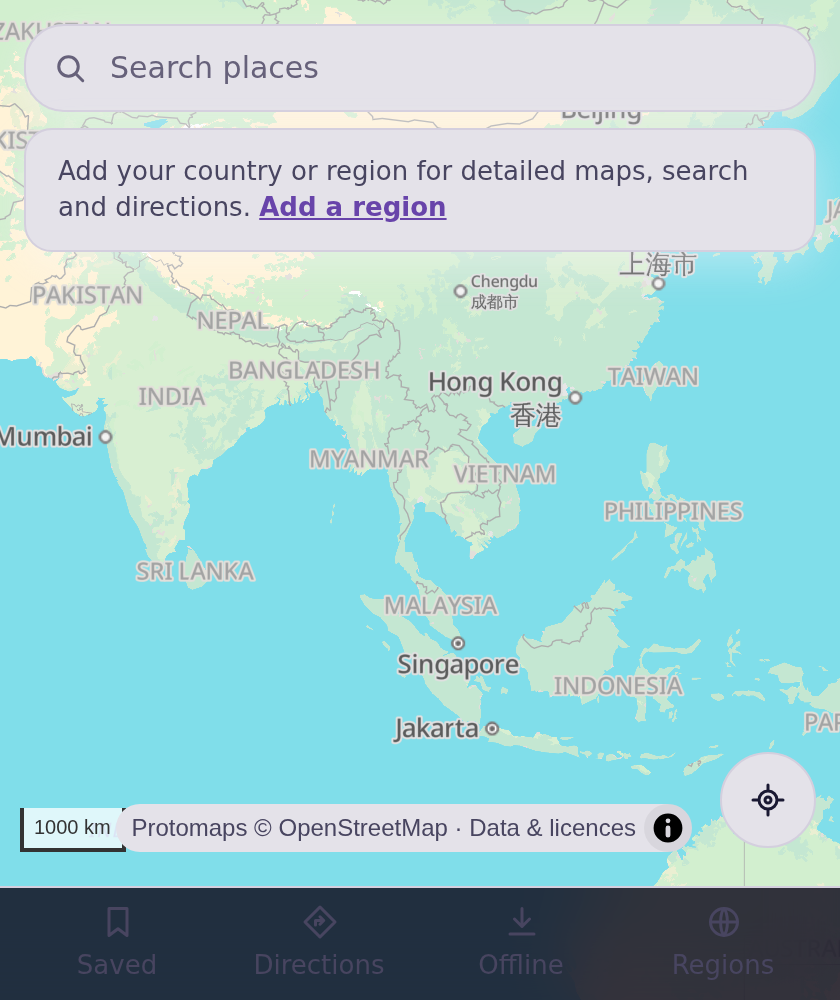 Search places
Beijing
Add your country or region for detailed maps, search
and directions. Add a region
上海市
Chengdu
成都市
PAKISTAN
NEPAL
BANGLADESH
INDIA
Hong Kong
香港
TAIWAN
Mumbai
MYANMAR
VIETNAM
PHILIPPINES
SRI LANKA
MALAYSIA
Singapore
INDONESIA
Jakarta
1000 km
Protomaps © OpenStreetMap · Data & licences
Saved
Directions
Offline
Regions